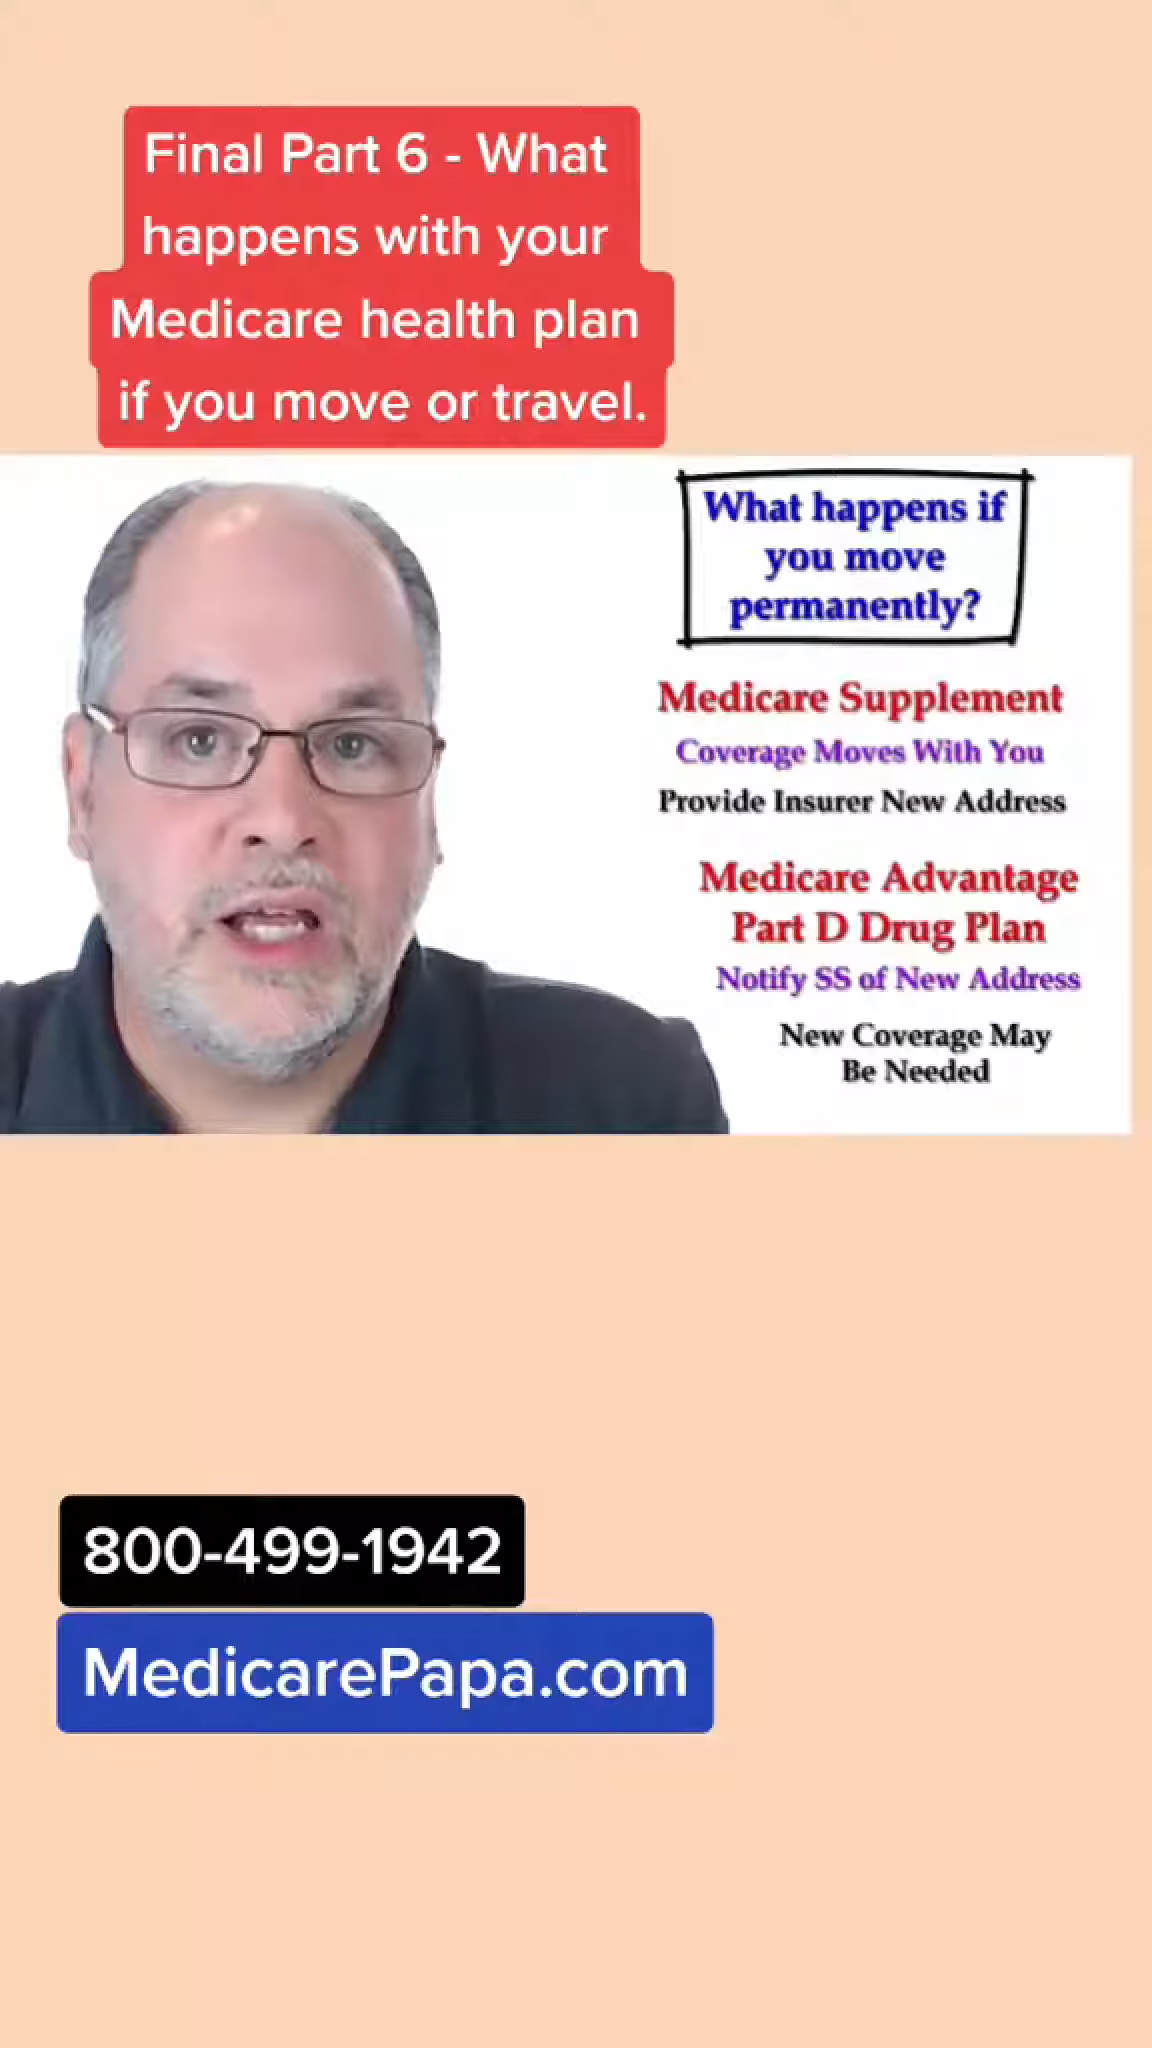 Final Part 6 - What
happens with your
Medicare health plan
if you move or travel.
What happens if
you move
permanently?
Medicare Supplement
Coverage Moves With You
Provide Insurer New Address
Medicare Advantage
Part D Drug Plan
Notify SS of New Address
New Coverage May
Be Needed
800-499-1942
MedicarePapa.com